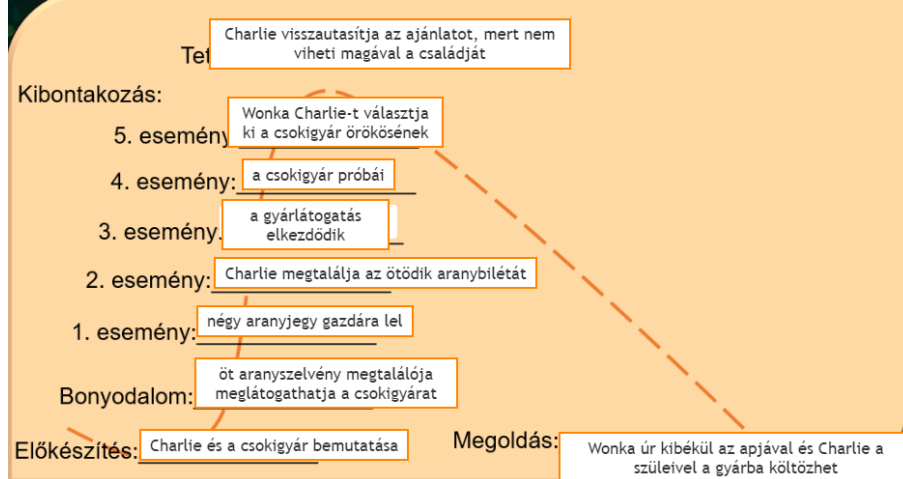 Charlie visszautasítja az ajánlatot, mert nem
viheti magával a családját
Kibontakozás:
Wonka Charlie-t választja
5. esemény ki a csokigyár örökösének
4. esemény: a csokigyár próbái
a gyárlátogatás
3. esemény. elkezdődik
2. esemény: Charlie megtalálja az ötödik aranybilétát
1. esemény: négy aranyjegy gazdára lel
öt aranyszelvény megtalálója
Bonyodalom: meglátogathatja a csokigyárat
Előkészítés: Charlie és a csokigyár bemutatása
Megoldás: Wonka úr kibékül az apjával és Charlie a
szüleivel a gyárba költözhet